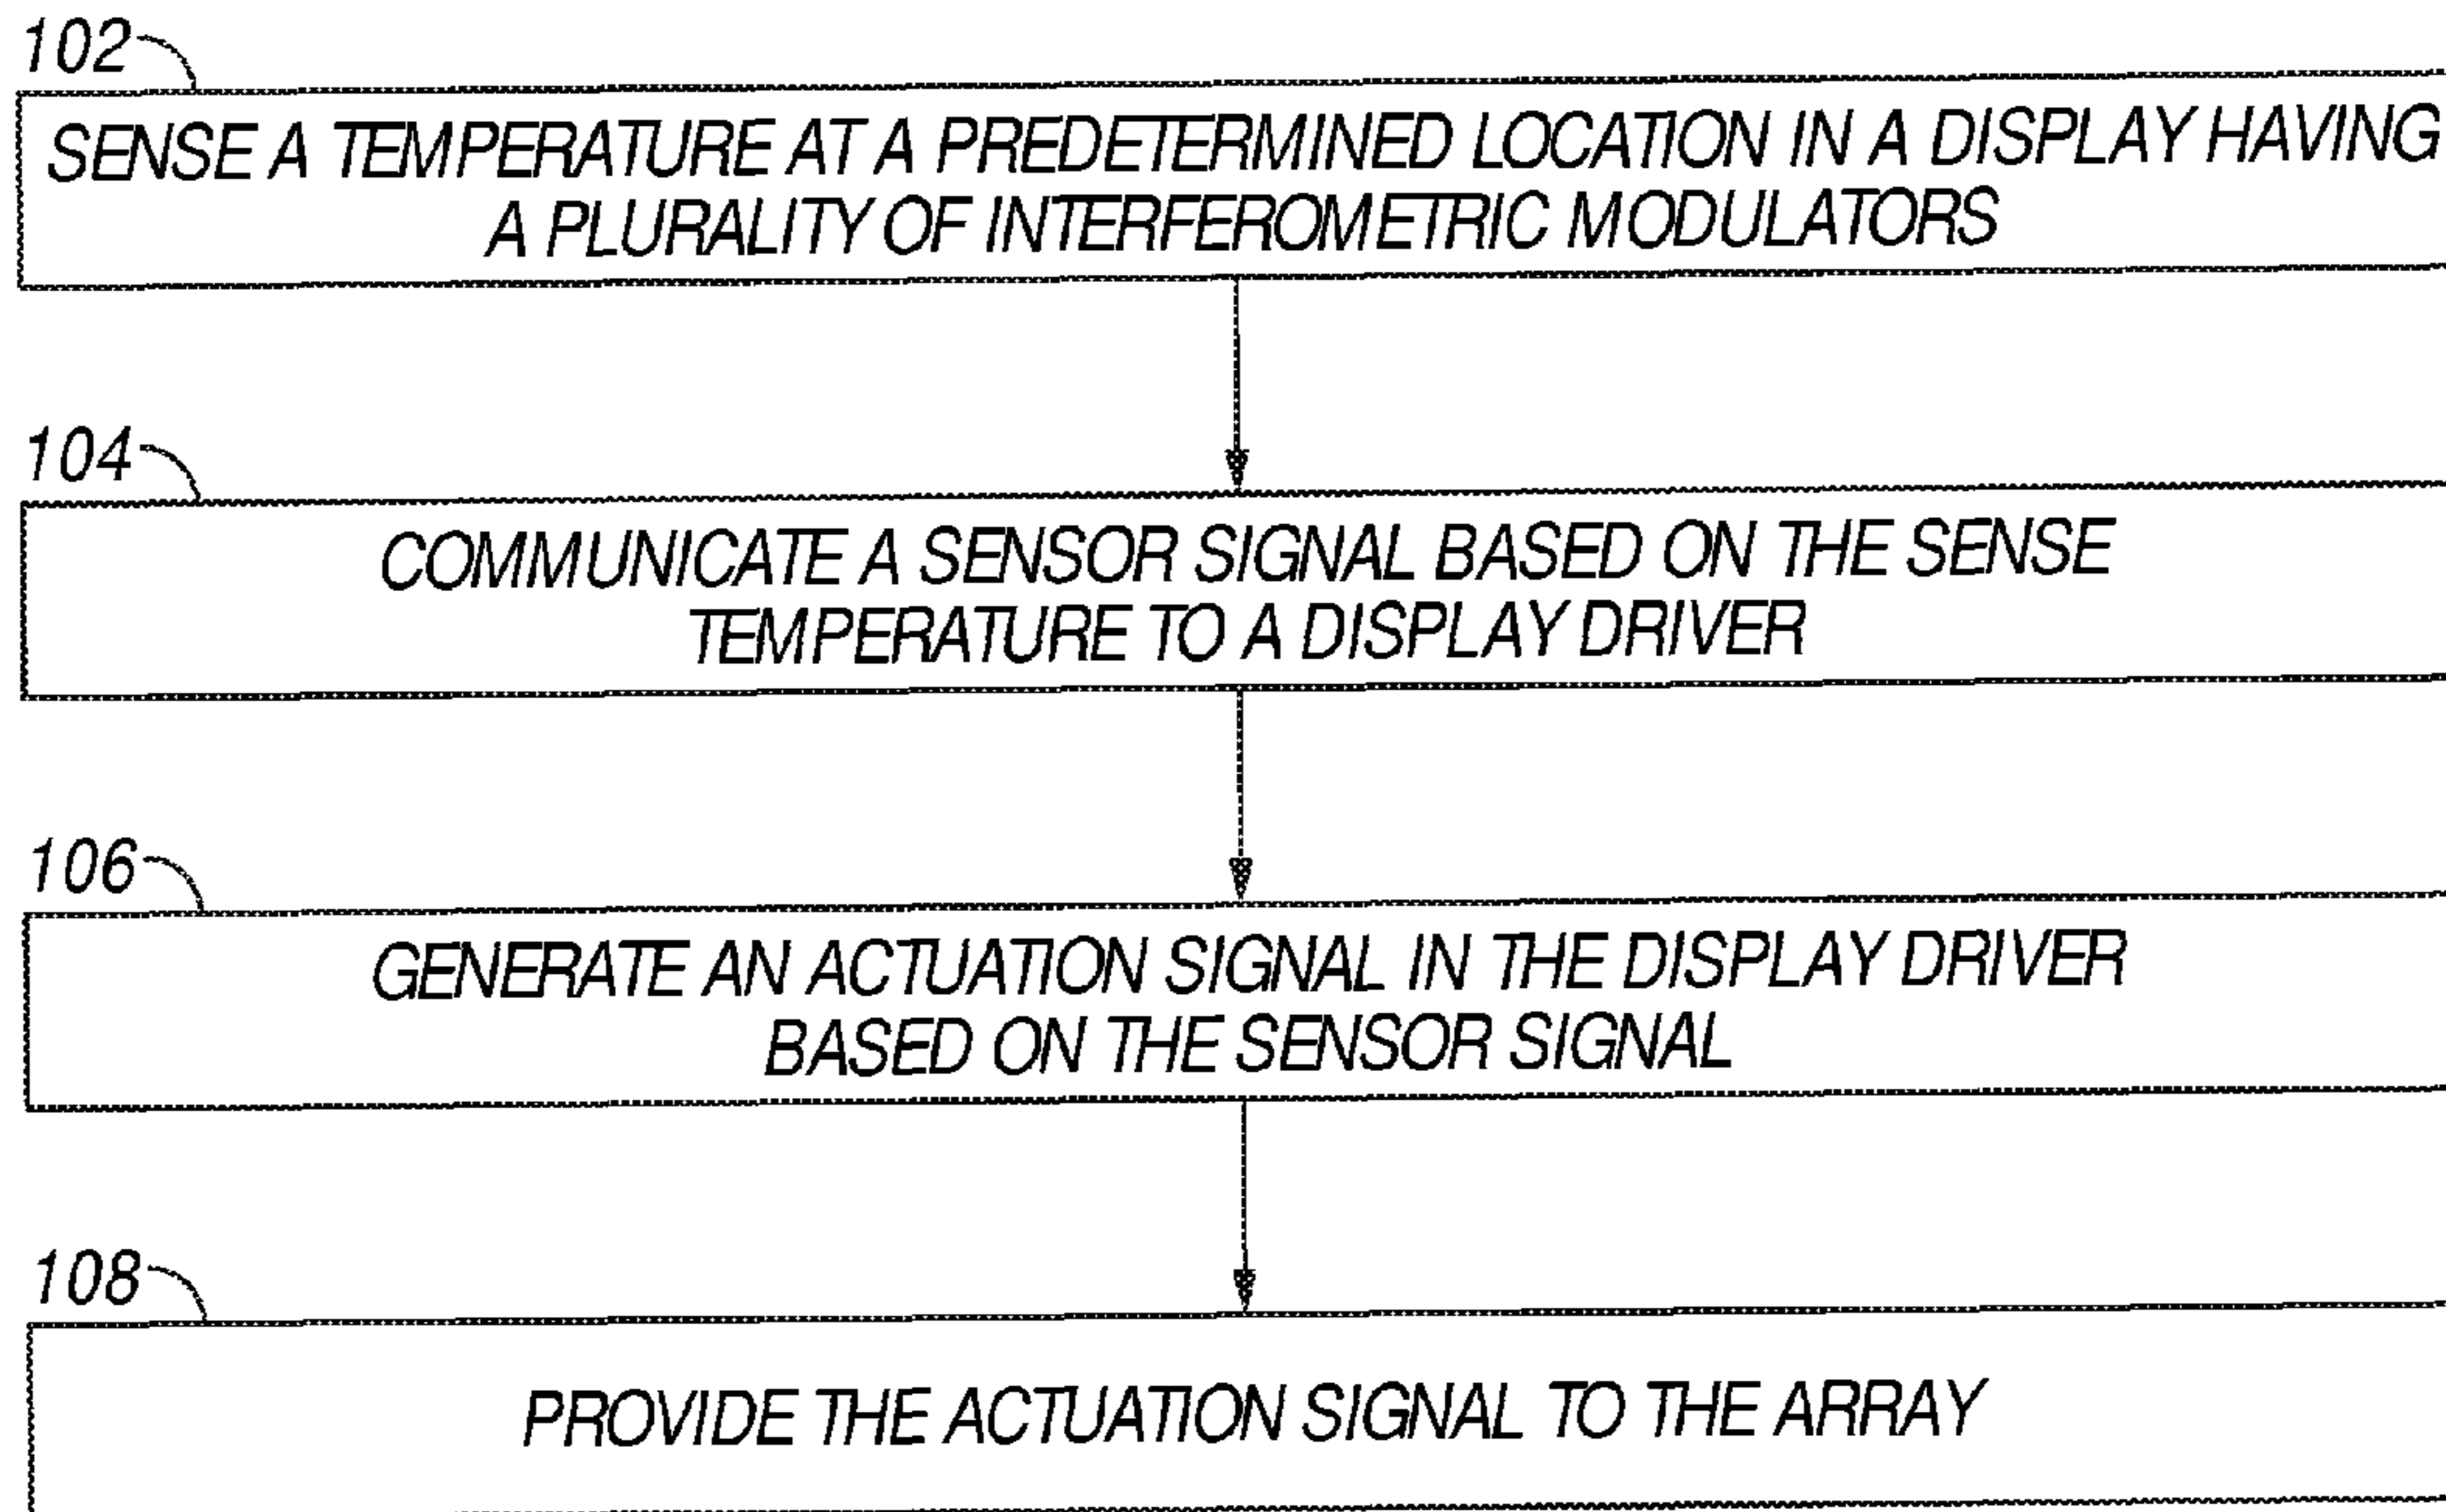 102
SENSE A TEMPERATURE AT A PREDETERMINED LOCATION IN A DISPLAY HAVING
A PLURALITY OF INTERFEROMETRIC MODULATORS
104
COMMUNICATE A SENSOR SIGNAL BASED ON THE SENSE
TEMPERATURE TO A DISPLAY DRIVER
106
GENERATE AN ACTUATION SIGNAL IN THE DISPLAY DRIVER
BASED ON THE SENSOR SIGNAL
108
PROVIDE THE ACTUATION SIGNAL TO THE ARRAY